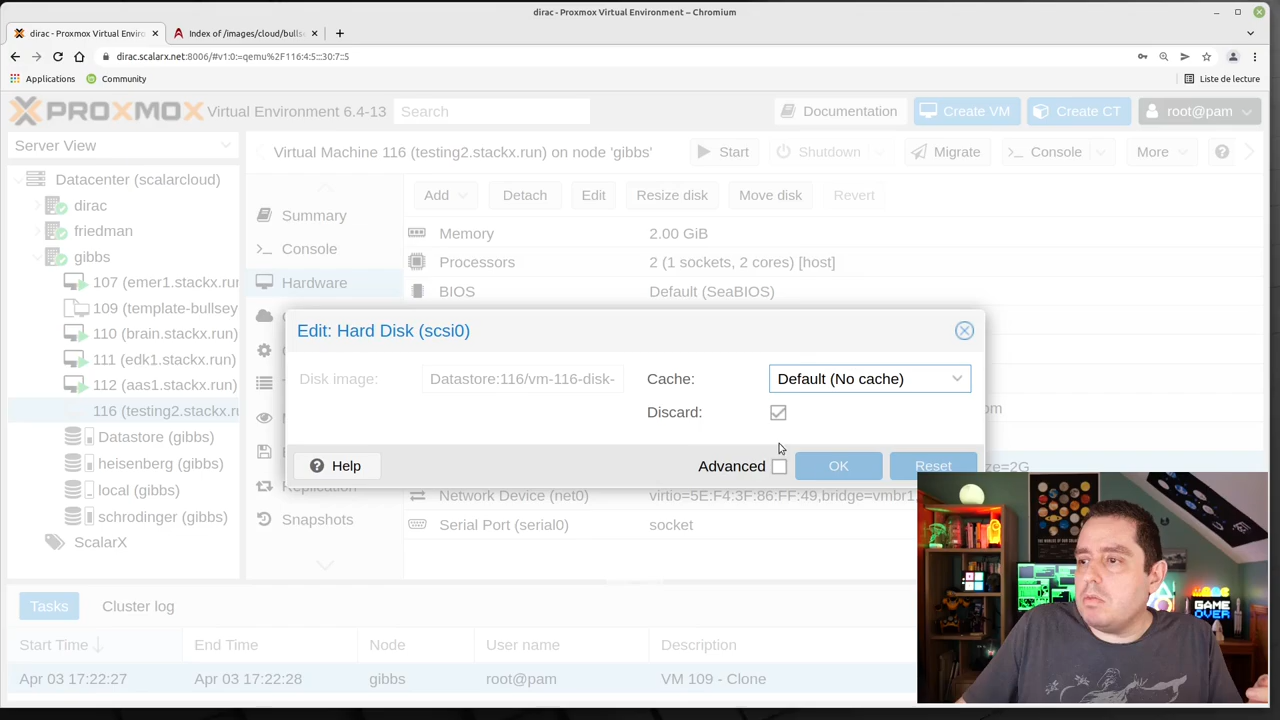 dirac - Proxmox Virtual Environment – Chromium
dirac - Proxmox Virtual Enviro
Index of /images/cloud/bulls
dirac.scalarx.net:8006/#v1:0:=qemu%2F116:4:5:::30:7::5
Applications
Community
Liste de lecture
PROXMOX
Virtual Environment 6.4-13
Search
Documentation
Create VM
Create CT
root@pam
Server View
Virtual Machine 116 (testing2.stackx.run) on node 'gibbs'
Start
Shutdown
Migrate
Console
More
Datacenter (scalarcloud)
dirac
friedman
gibbs
107 (emer1.stackx.rur
109 (template-bullsey
110 (brain.stackx.run)
111 (edk1.stackx.run)
112 (aas1.stackx.run)
116 (testing2.stackx.ru
Datastore (gibbs)
heisenberg (gibbs)
local (gibbs)
schrodinger (gibbs)
ScalarX
Summary
Console
Hardware
Replication
Snapshots
Add
Detach
Edit
Resize disk
Move disk
Revert
Memory
2.00 GiB
Processors
2 (1 sockets, 2 cores) [host]
BIOS
Default (SeaBIOS)
Edit: Hard Disk (scsi0)
Disk image:
Datastore:116/vm-116-disk-
Cache:
Default (No cache)
Discard:
Help
Advanced
OK
Reset
om
size=2G
Network Device (net0)
virtio=5E:F4:3F:86:FF:49,bridge=vmbr1
Serial Port (serial0)
socket
Tasks
Cluster log
Start Time
End Time
Node
User name
Description
Apr 03 17:22:27
Apr 03 17:22:28
gibbs
root@pam
VM 109 - Clone
GAME
OVER